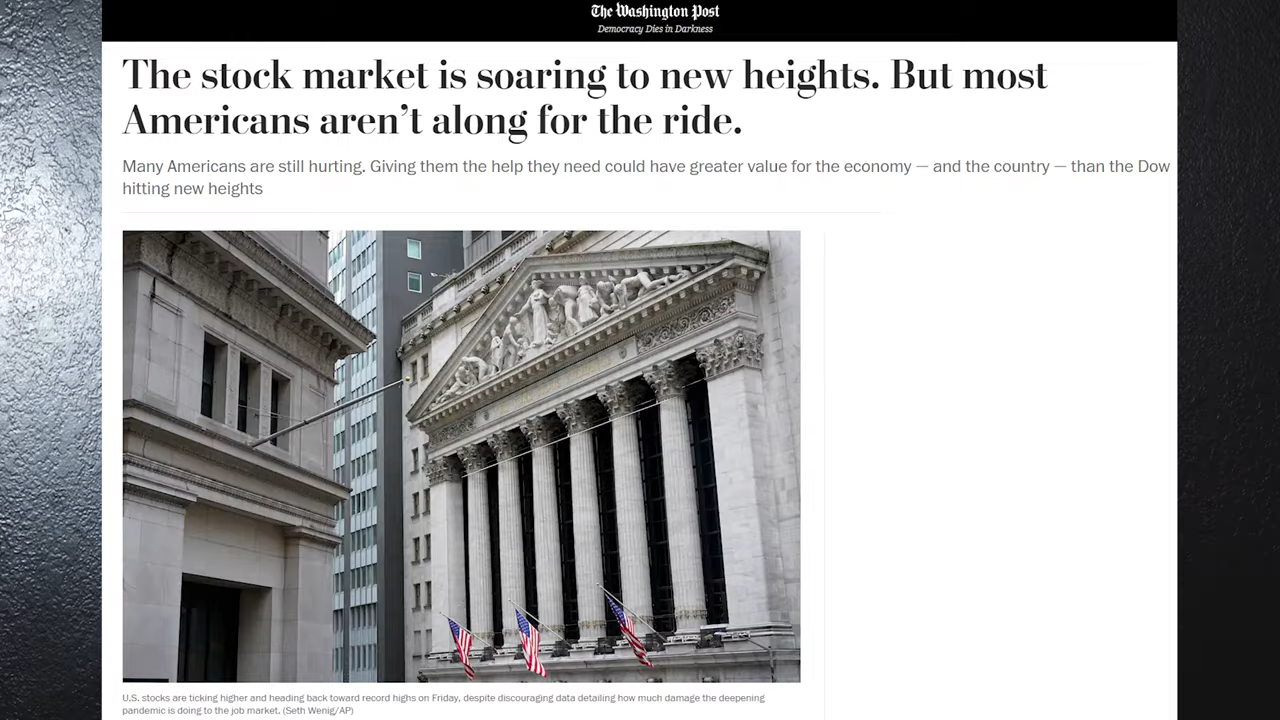 The Washington Post
Democracy Dies in Darkness
The stock market is soaring to new heights. But most
Americans aren’t along for the ride.
Many Americans are still hurting. Giving them the help they need could have greater value for the economy — and the country — than the Dow
hitting new heights
U.S. stocks are ticking higher and heading back toward record highs on Friday, despite discouraging data detailing how much damage the deepening
pandemic is doing to the job market. (Seth Wenig/AP)